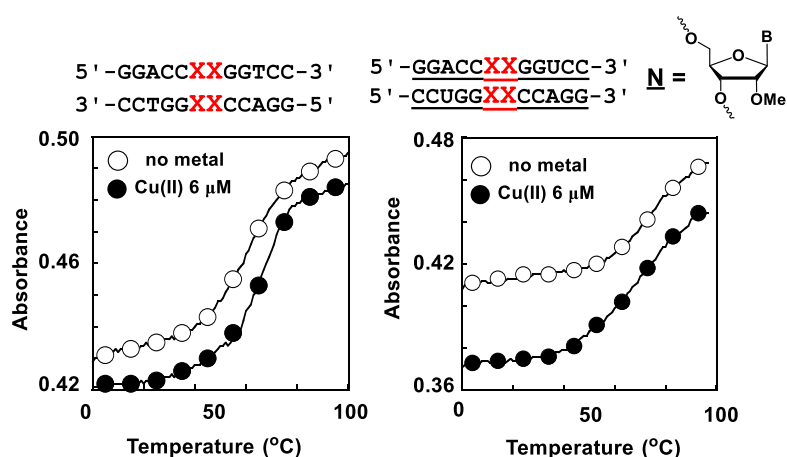 5'-GGACCXXGGTCC-3'
3'-CCTGGXXCCAGG-5'
5'-GGACCXXGGUCC-3'
5'-CCUGGXXCCAGG-3'
N =
O
O
B
O
OMe
0.50
no metal
Cu(II) 6 μM
0.46
0.42
Absorbance
0
50
100
Temperature (°C)
0.48
no metal
Cu(II) 6 μM
0.42
0.36
Absorbance
0
50
100
Temperature (°C)